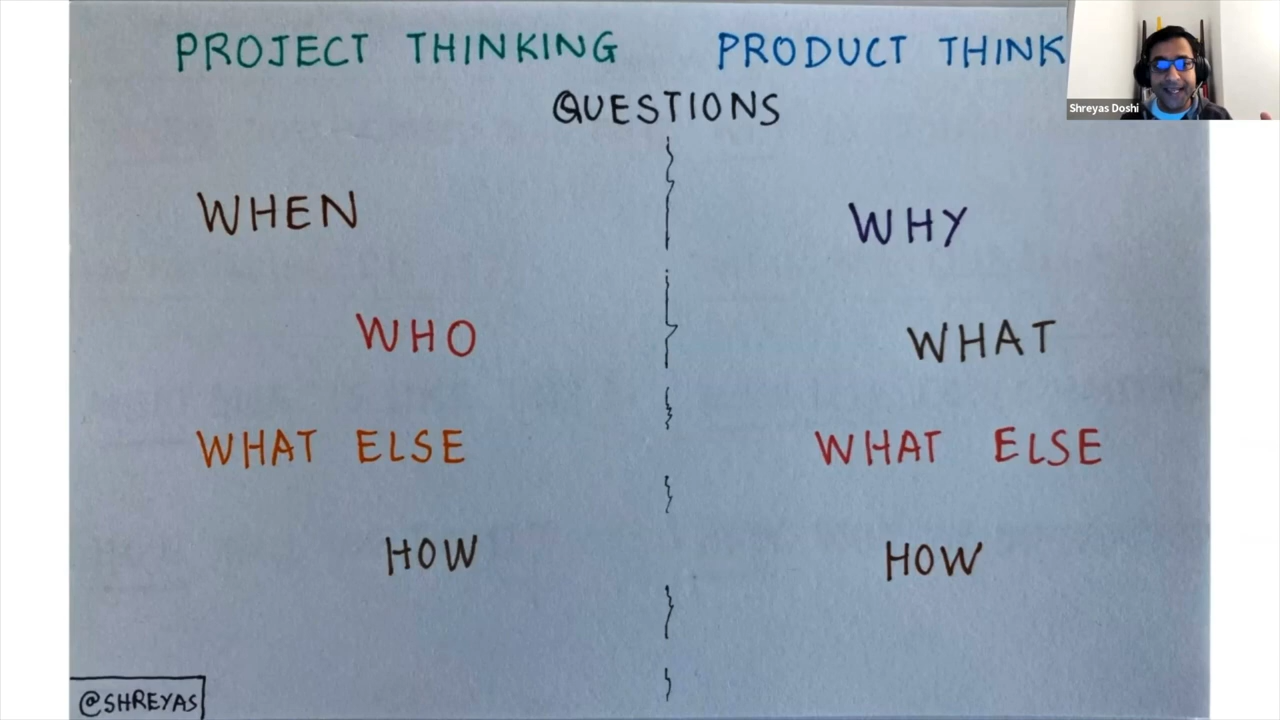 PROJECT THINKING
PRODUCT THINK
QUESTIONS
WHEN
WHO
WHAT ELSE
HOW
WHY
WHAT
WHAT ELSE
HOW
@SHREYAS
Shreyas Doshi